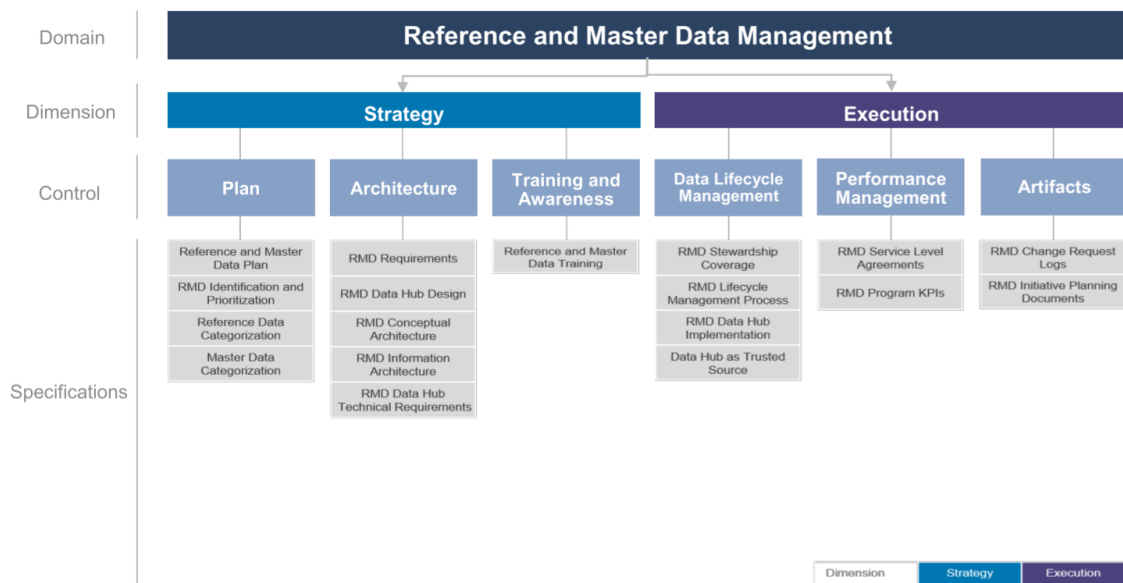 Domain
Reference and Master Data Management
Dimension
Strategy
Execution
Control
Plan
Architecture
Training and
Awareness
Data Lifecycle
Management
Performance
Management
Artifacts
Specifications
Reference and Master
Data Plan
RMD Identification and
Prioritization
Reference Data
Categorization
Master Data
Categorization
RMD Requirements
RMD Data Hub Design
RMD Conceptual
Architecture
RMD Information
Architecture
RMD Data Hub
Technical Requirements
Reference and Master
Data Training
RMD Stewardship
Coverage
RMD Lifecycle
Management Process
RMD Data Hub
Implementation
Data Hub as Trusted
Source
RMD Service Level
Agreements
RMD Program KPIs
RMD Change Request
Logs
RMD Initiative Planning
Documents
Dimension
Strategy
Execution